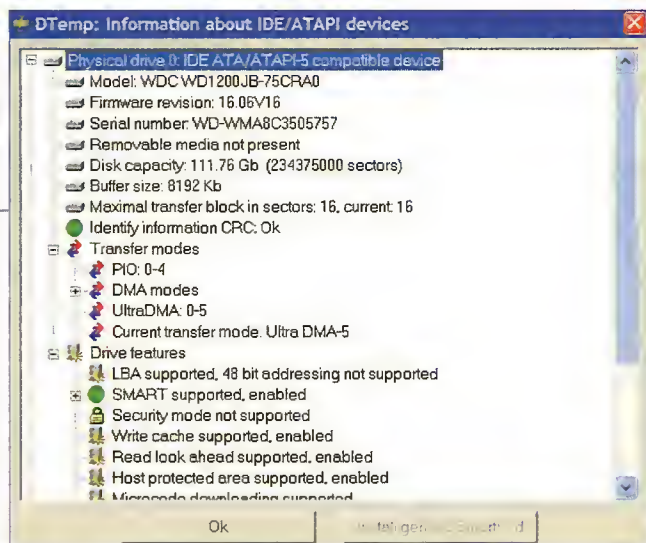 DTemp: Information about IDE/ATAPI devices
Physical drive 0: IDE ATA/ATAPI-5 compatible device
Model: WDC WD1200JB-75CRA0
Firmware revision: 16.06V16
Serial number: WD-WMA8C3505757
Removable media not present
Disk capacity: 111.76 Gb (234375000 sectors)
Buffer size: 8192 Kb
Maximal transfer block in sectors: 16, current: 16
Identify information CRC: Ok
Transfer modes
PIO: 0-4
DMA modes
UltraDMA: 0-5
Current transfer mode. Ultra DMA-5
Drive features
LBA supported, 48 bit addressing not supported
SMART supported, enabled
Security mode not supported
Write cache supported, enabled
Read look ahead supported, enabled
Host protected area supported, enabled
Microcode downloading supported
Ok